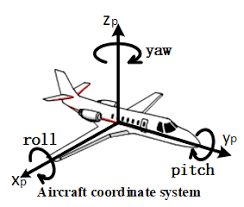 Zp
yaw
roll
yp
pitch
xp
Aircraft coordinate system